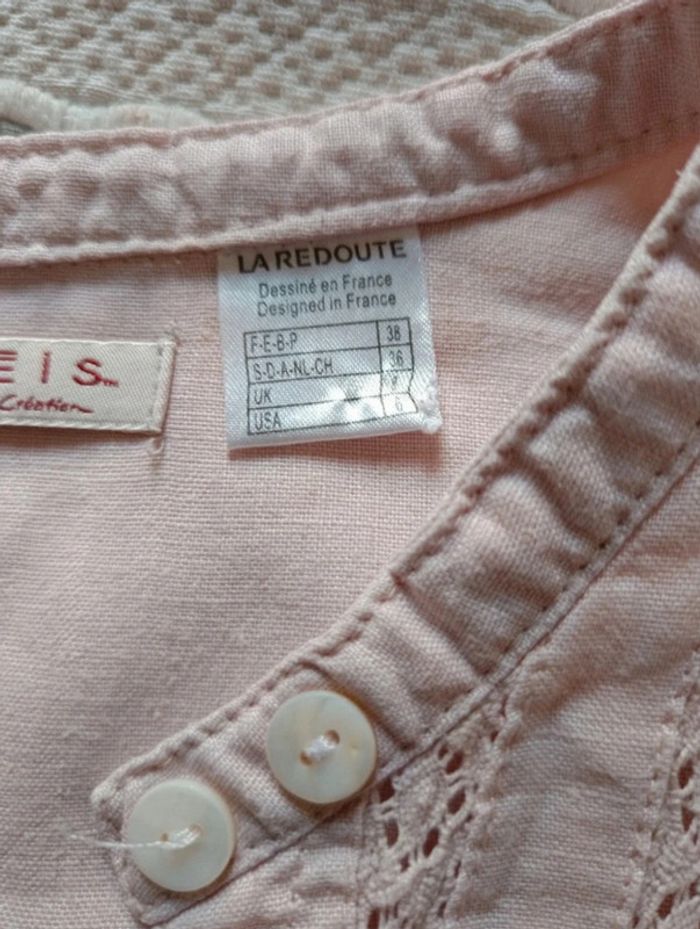 LA REDOUTE
Dessiné en France
Designed in France
F-E-B-P 38
S-D-A-NL-CH 36
UK
USA 6
EIS
Création